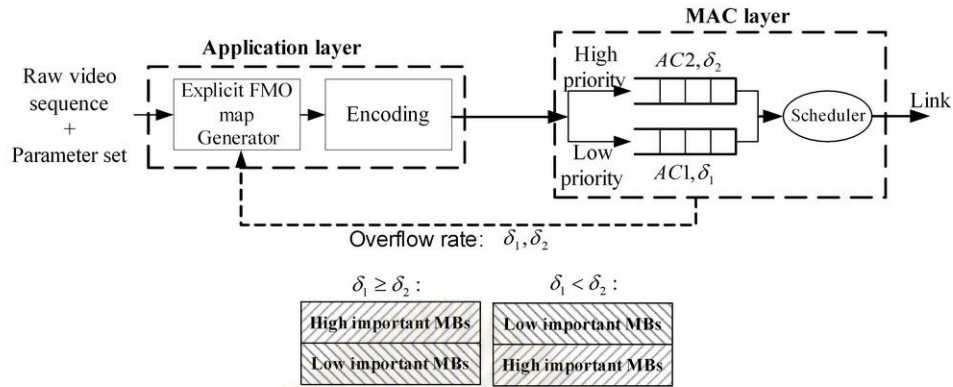 MAC layer
Application layer
Raw video
sequence
+
Parameter set
Explicit FMO
map
Generator
Encoding
High
priority
AC2, δ₂
Low
priority
AC1, δ₁
Scheduler
Link
Overflow rate: δ₁, δ₂
δ₁ ≥ δ₂ :
High important MBs
Low important MBs
δ₁ < δ₂ :
Low important MBs
High important MBs